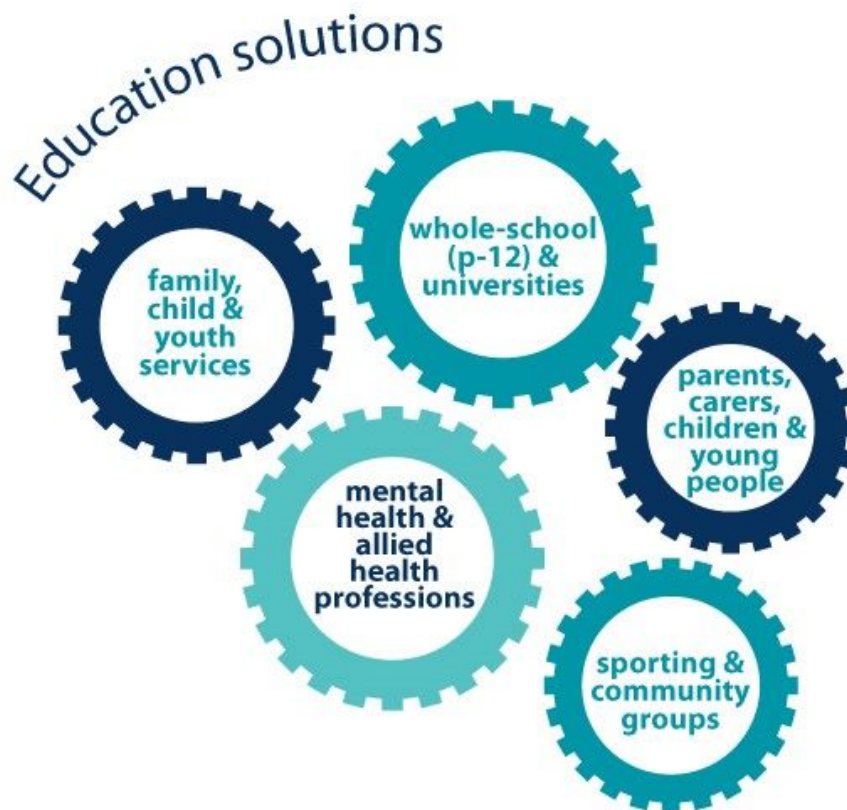 Education solutions
family,
child &
youth
services
whole-school
(p-12) &
universities
parents,
carers,
children &
young
people
mental
health &
allied
health
professions
sporting &
community
groups